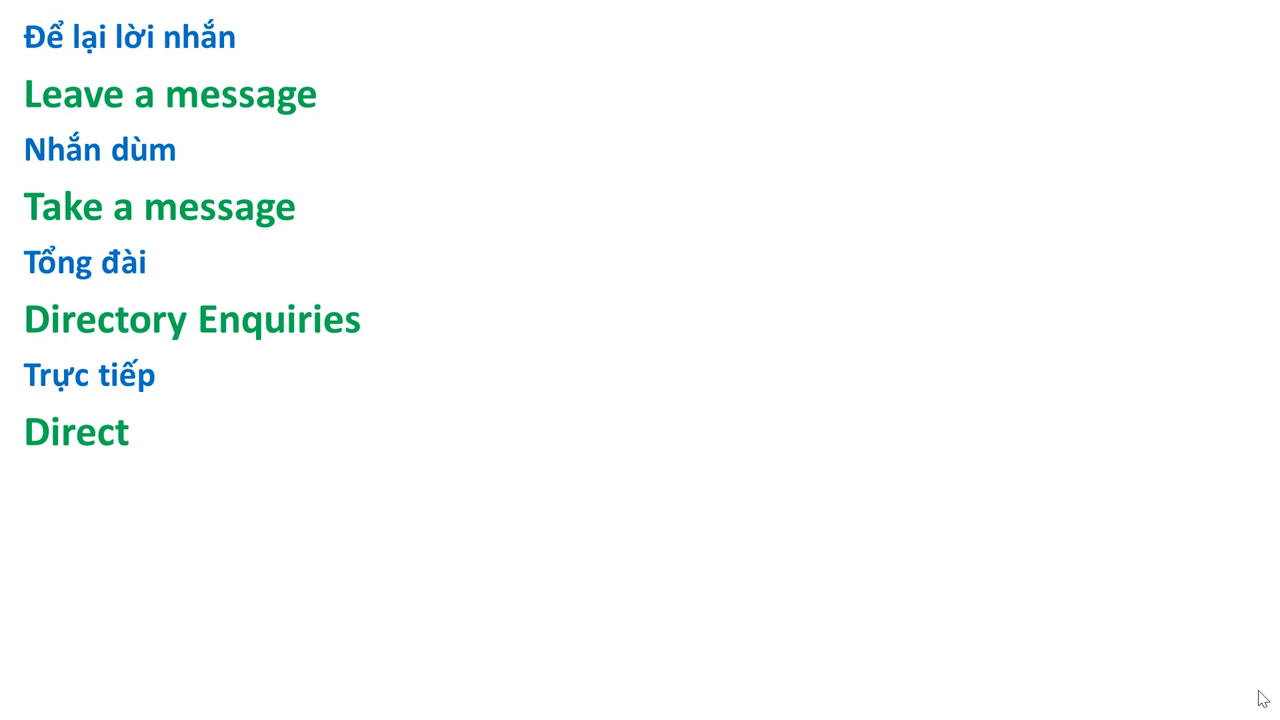 Để lại lời nhắn
Leave a message
Nhắn dùm
Take a message
Tổng đài
Directory Enquiries
Trực tiếp
Direct